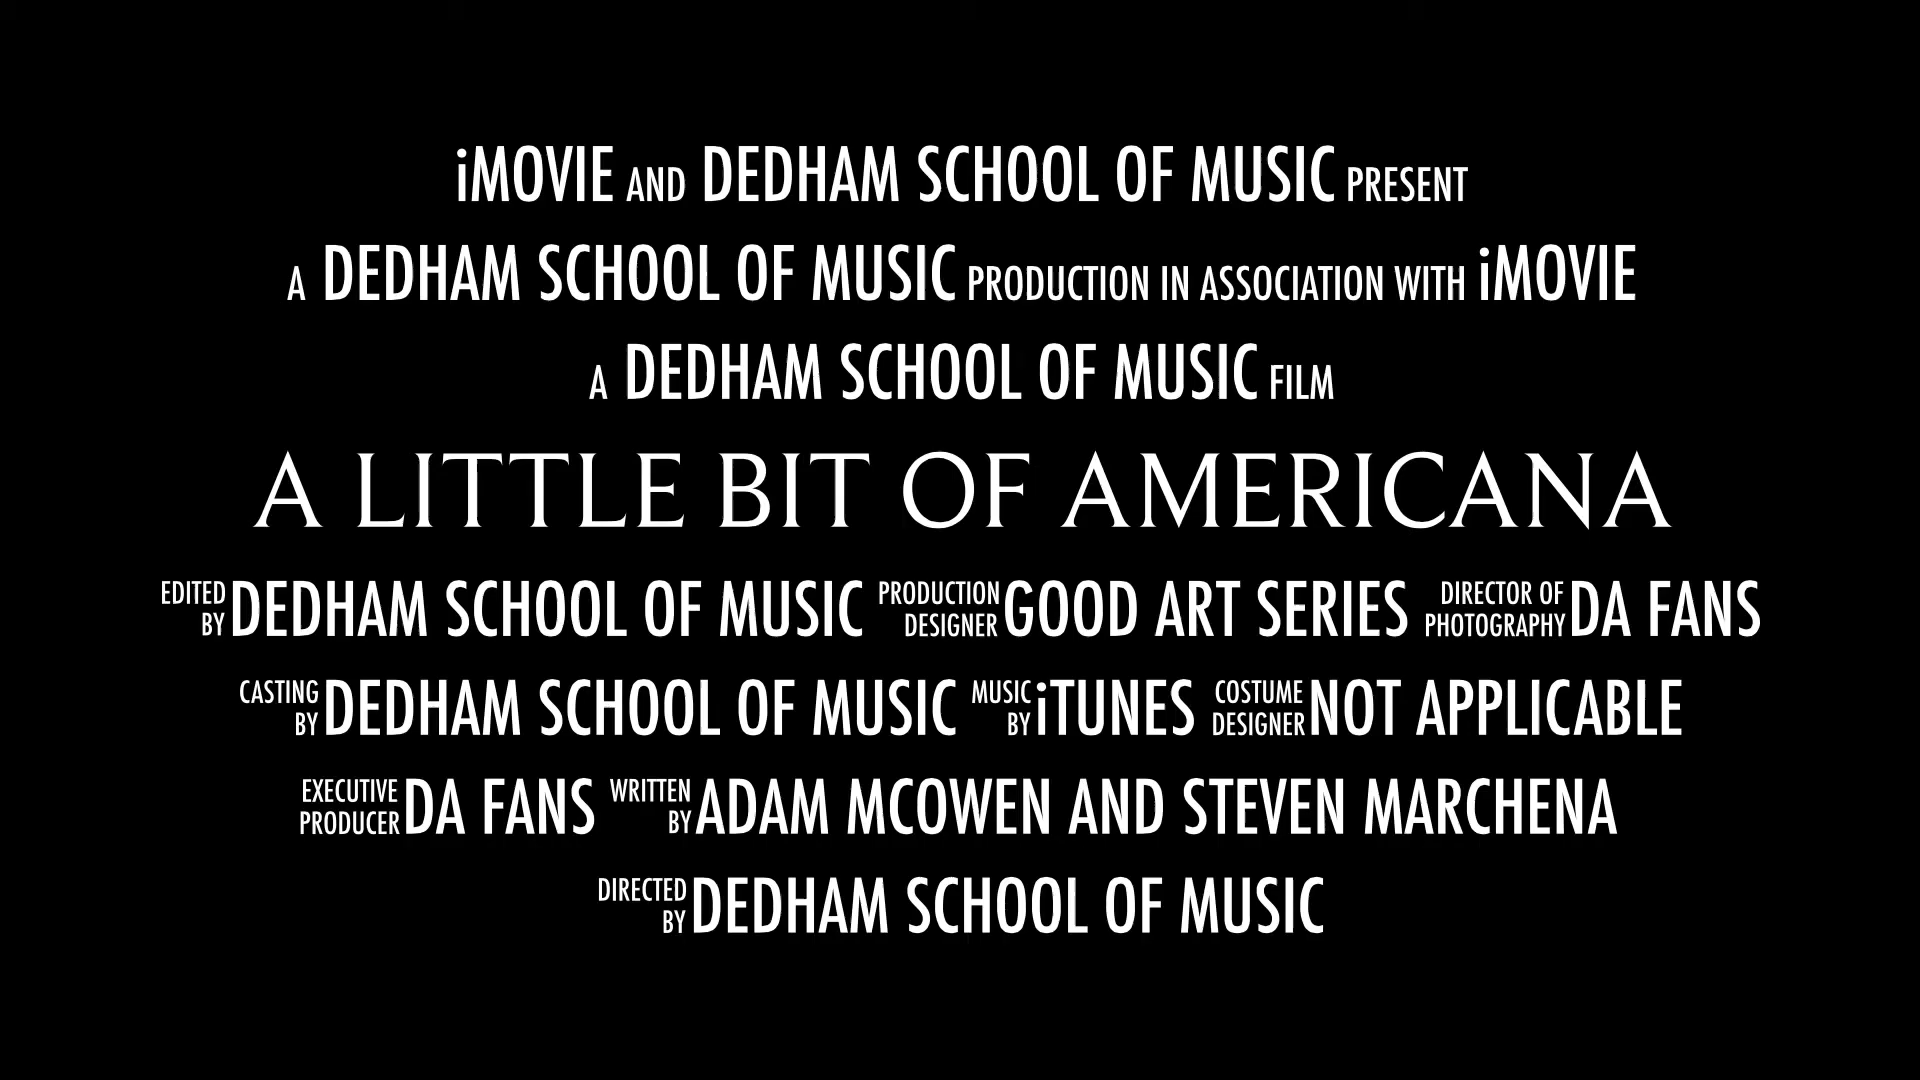 iMOVIE AND DEDHAM SCHOOL OF MUSIC PRESENT
A DEDHAM SCHOOL OF MUSIC PRODUCTION IN ASSOCIATION WITH iMOVIE
A DEDHAM SCHOOL OF MUSIC FILM
A LITTLE BIT OF AMERICANA
EDITED BY DEDHAM SCHOOL OF MUSIC PRODUCTION DESIGNER GOOD ART SERIES DIRECTOR OF PHOTOGRAPHY DA FANS
CASTING BY DEDHAM SCHOOL OF MUSIC MUSIC BY iTUNES COSTUME DESIGNER NOT APPLICABLE
EXECUTIVE PRODUCER DA FANS WRITTEN BY ADAM MCOWEN AND STEVEN MARCHENA
DIRECTED BY DEDHAM SCHOOL OF MUSIC